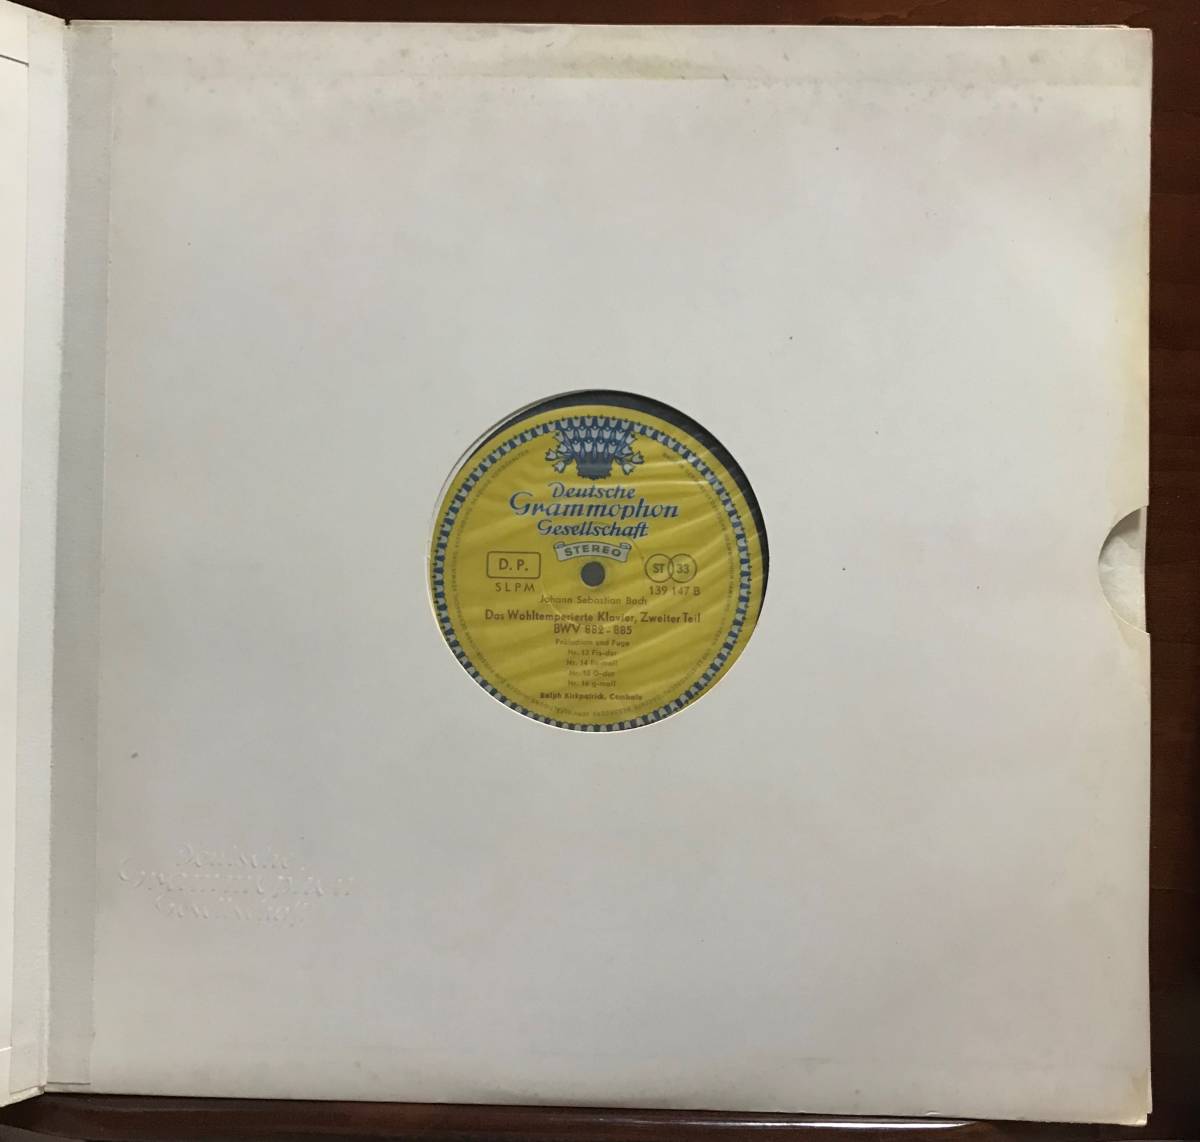 Deutsche
Grammophon
Gesellschaft
STEREO
D. P.
ST 33
SLPM
139 147 B
Johann Sebastian Bach
Das Wohltemperierte Klavier, Zweiter Teil
BWV 882 - 885
Präludium und Fuge
Nr. 13 Fis-dur
Nr. 14 fis-moll
Nr. 15 G-dur
Nr. 16 g-moll
Ralph Kirkpatrick, Cembalo
Deutsche
Grammophon
Gesellschaft